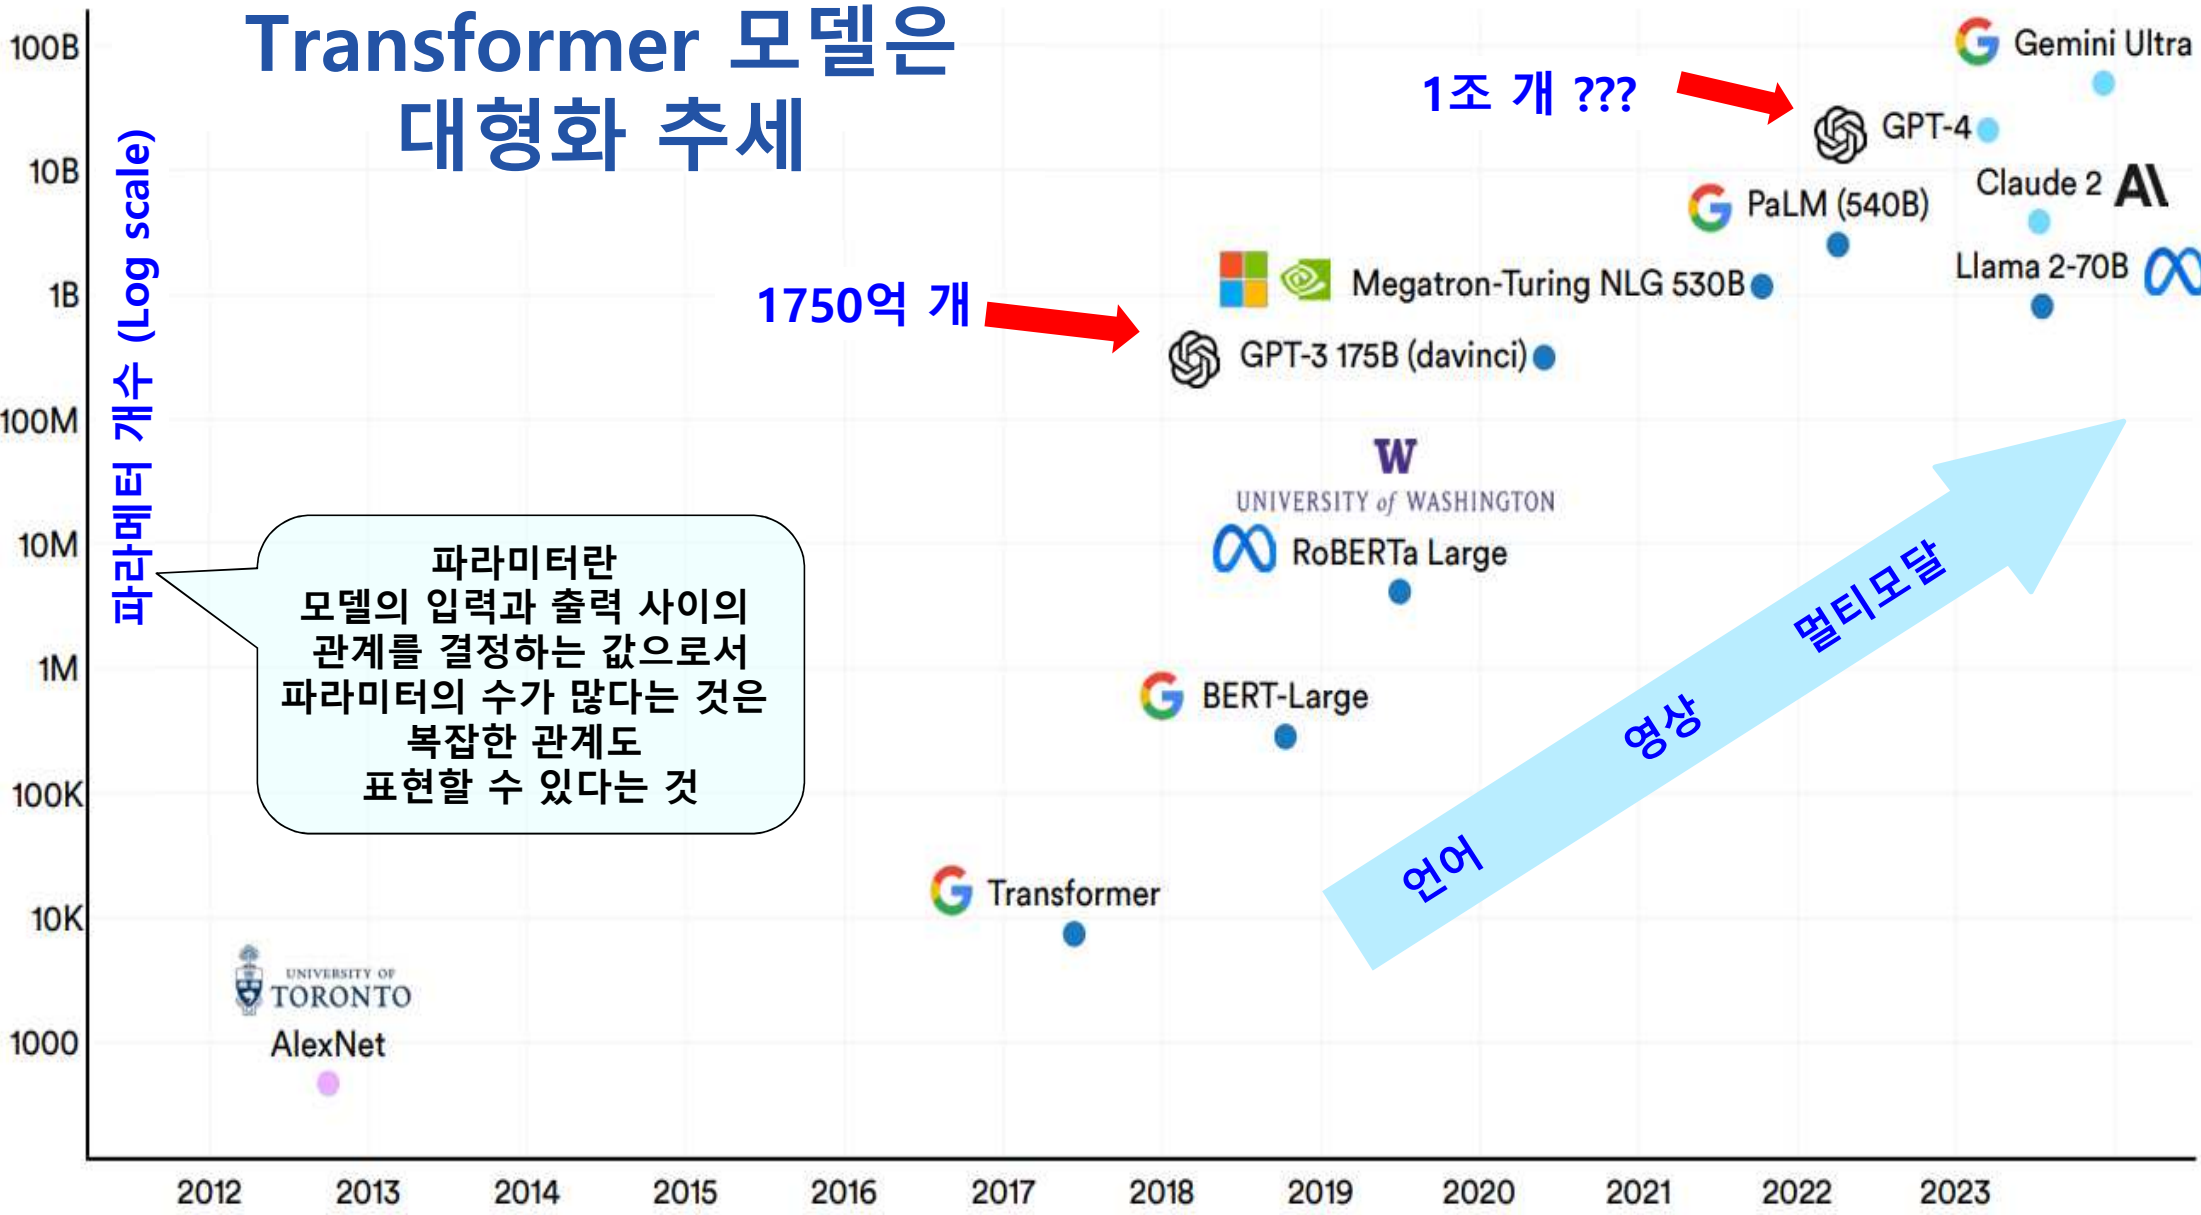 Transformer 모델은
대형화 추세
100B
10B
1B
100M
10M
1M
100K
10K
1000
파라메터 개수 (Log scale)
파라미터란
모델의 입력과 출력 사이의
관계를 결정하는 값으로서
파라미터의 수가 많다는 것은
복잡한 관계도
표현할 수 있다는 것
UNIVERSITY OF
TORONTO
AlexNet
Transformer
BERT-Large
W
UNIVERSITY of WASHINGTON
RoBERTa Large
1750억 개
GPT-3 175B (davinci)
Megatron-Turing NLG 530B
PaLM (540B)
1조 개 ???
GPT-4
Gemini Ultra
Claude 2 A\
Llama 2-70B
언어
영상
멀티모달
2012 2013 2014 2015 2016 2017 2018 2019 2020 2021 2022 2023